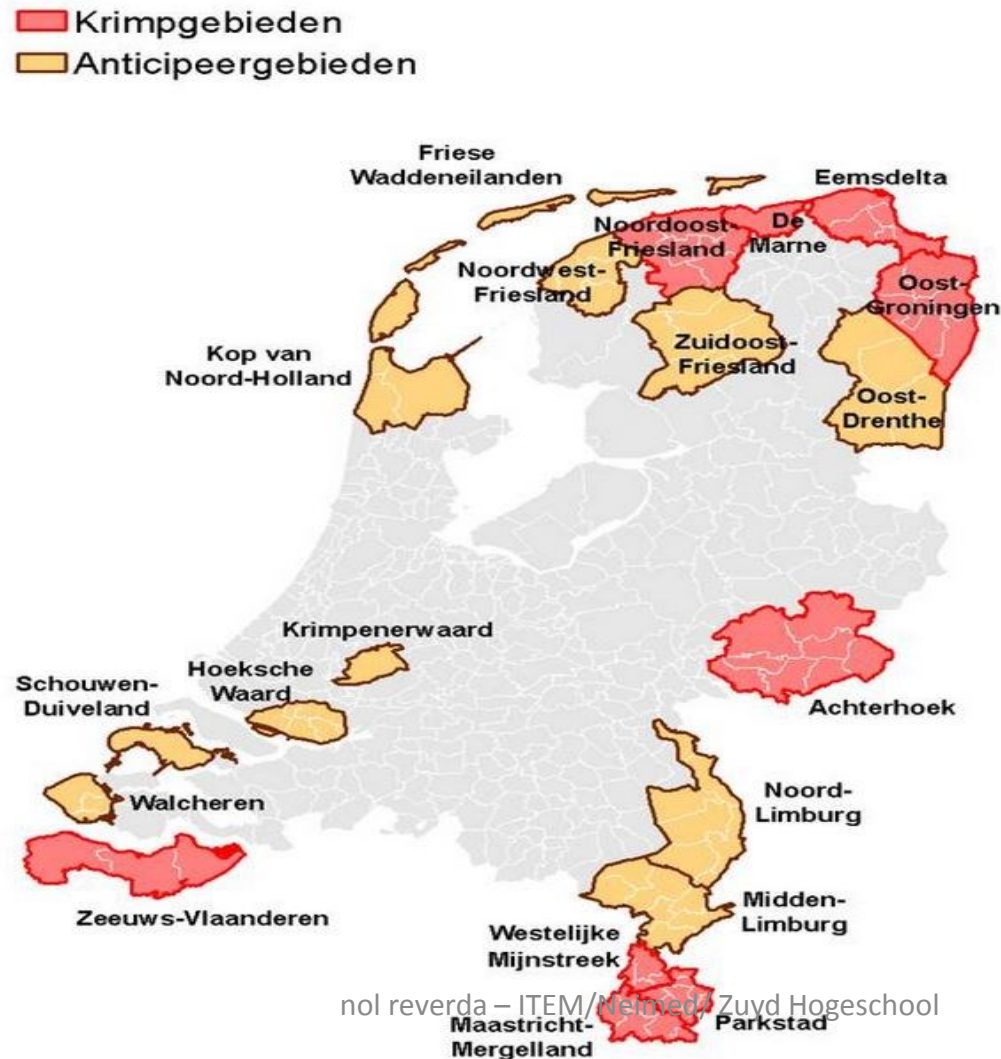 Krimpgebieden
Anticipeergebieden
Friese
Waddeneilanden
Eemsdelta
Noordoost-
Friesland
De
Marne
Noordwest-
Friesland
Oost-
Groningen
Kop van
Noord-Holland
Zuidoost-
Friesland
Oost-
Drenthe
Krimpenerwaard
Hoeksche
Waard
Schouwen-
Duiveland
Achterhoek
Walcheren
Noord-
Limburg
Zeeuws-Vlaanderen
Midden-
Limburg
Westelijke
Mijnstreek
nol reverda – ITEM/Neimed/ Zuyd Hogeschool
Maastricht-
Mergelland
Parkstad